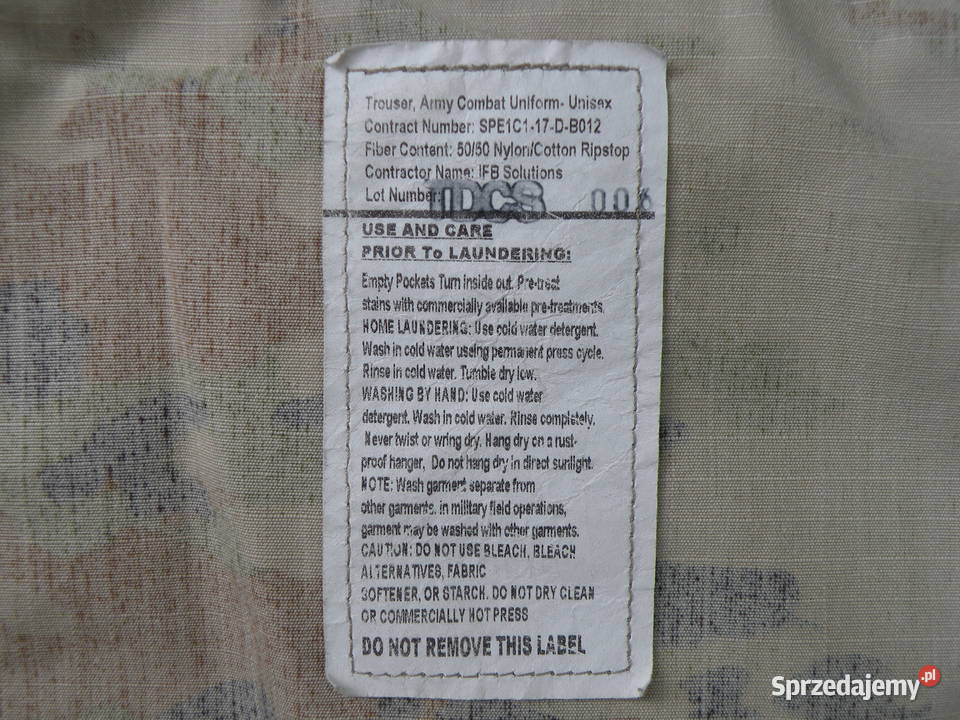 Trouser, Army Combat Uniform- Unisex
Contract Number: SPE1C1-17-D-B012
Fiber Content: 50/50 Nylon/Cotton Ripstop
Contractor Name: IFB Solutions
Lot Number:
USE AND CARE
PRIOR To LAUNDERING:
Empty Pockets Turn inside out. Pre-treat
stains with commercially available pre-treatments.
HOME LAUNDERING: Use cold water detergent.
Wash in cold water useing permanent press cycle.
Rinse in cold water. Tumble dry low.
WASHING BY HAND: Use cold water
detergent. Wash in cold water. Rinse completely.
Never twist or wring dry. Hang dry on a rust-
proof hanger, Do not hang dry in direct sunlight.
NOTE: Wash garment separate from
other garments. in military field operations,
garment may be washed with other garments.
CAUTION: DO NOT USE BLEACH, BLEACH
ALTERNATIVES, FABRIC
SOFTENER, OR STARCH. DO NOT DRY CLEAN
OR COMMERCIALLY HOT PRESS
DO NOT REMOVE THIS LABEL
Sprzedajemy.pl